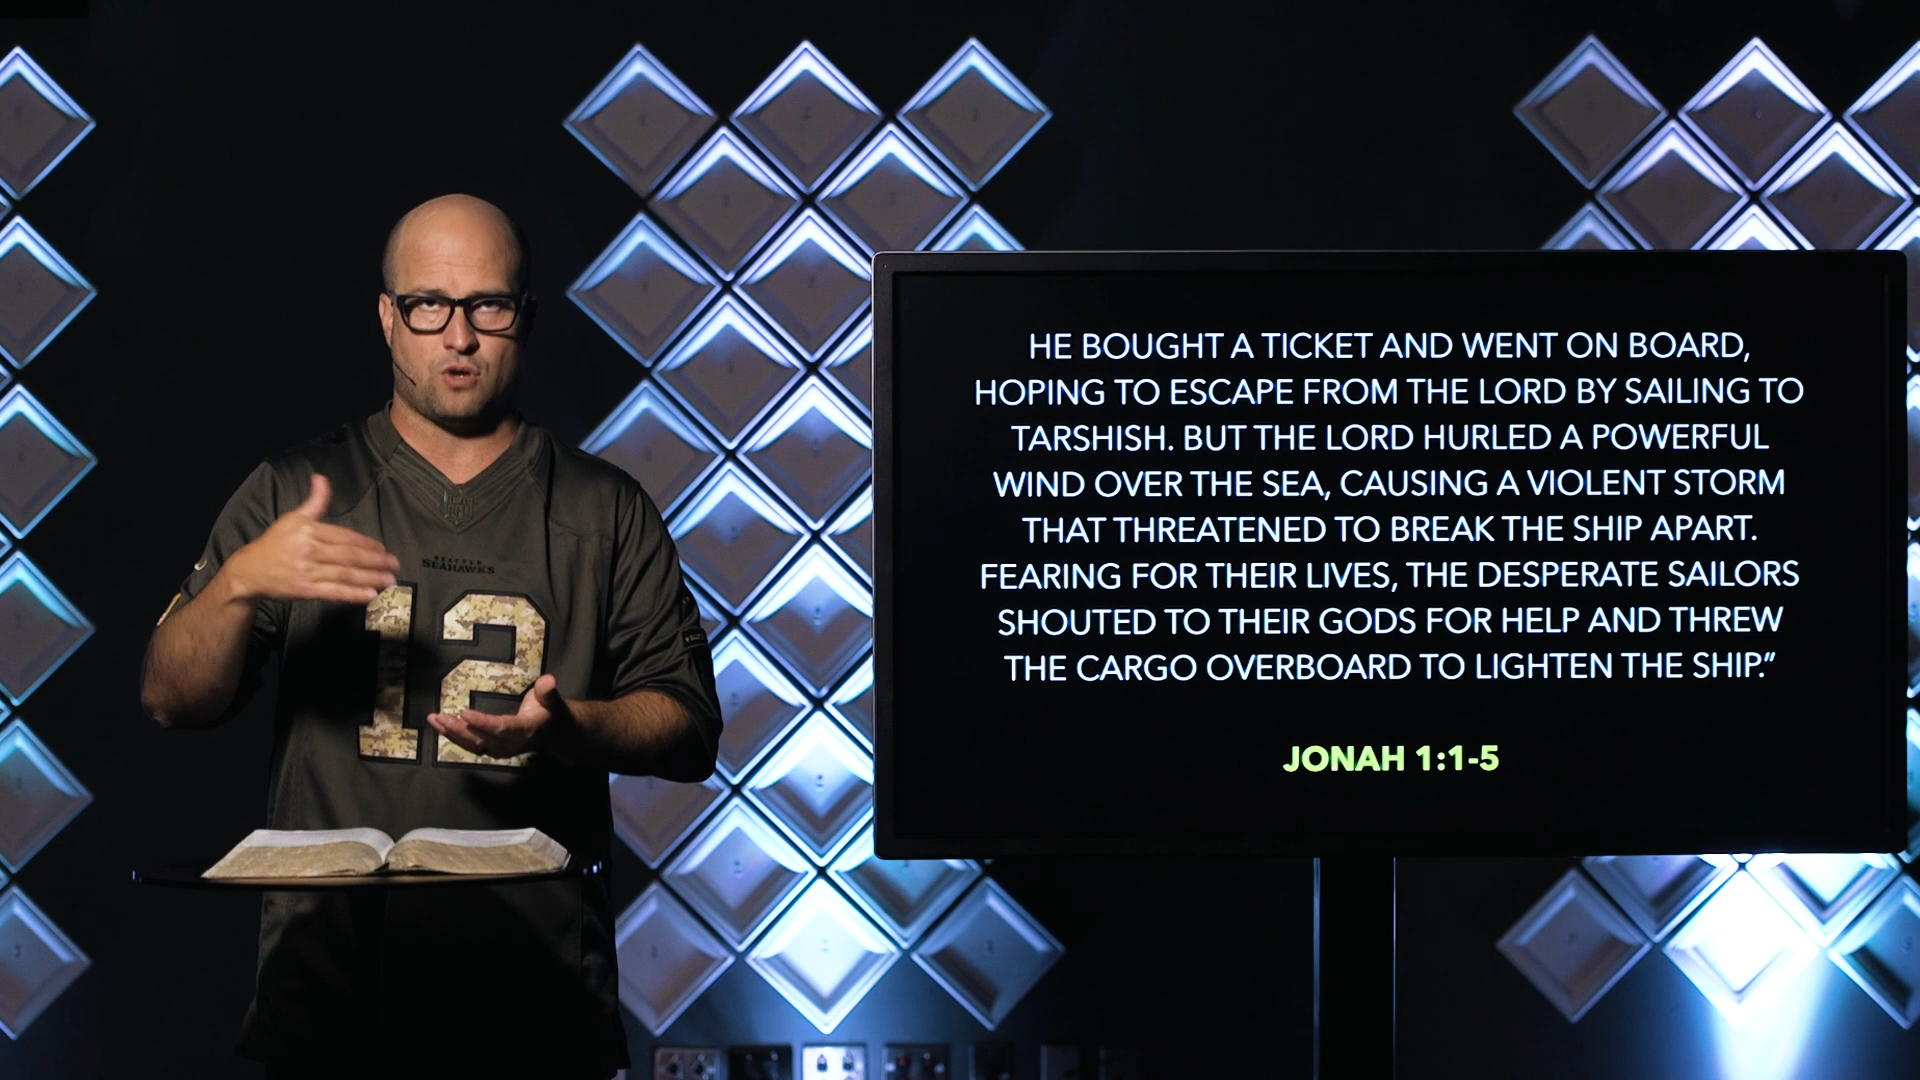 SEATTLE
SEAHAWKS
12
HE BOUGHT A TICKET AND WENT ON BOARD,
HOPING TO ESCAPE FROM THE LORD BY SAILING TO
TARSHISH. BUT THE LORD HURLED A POWERFUL
WIND OVER THE SEA, CAUSING A VIOLENT STORM
THAT THREATENED TO BREAK THE SHIP APART.
FEARING FOR THEIR LIVES, THE DESPERATE SAILORS
SHOUTED TO THEIR GODS FOR HELP AND THREW
THE CARGO OVERBOARD TO LIGHTEN THE SHIP.”
JONAH 1:1-5